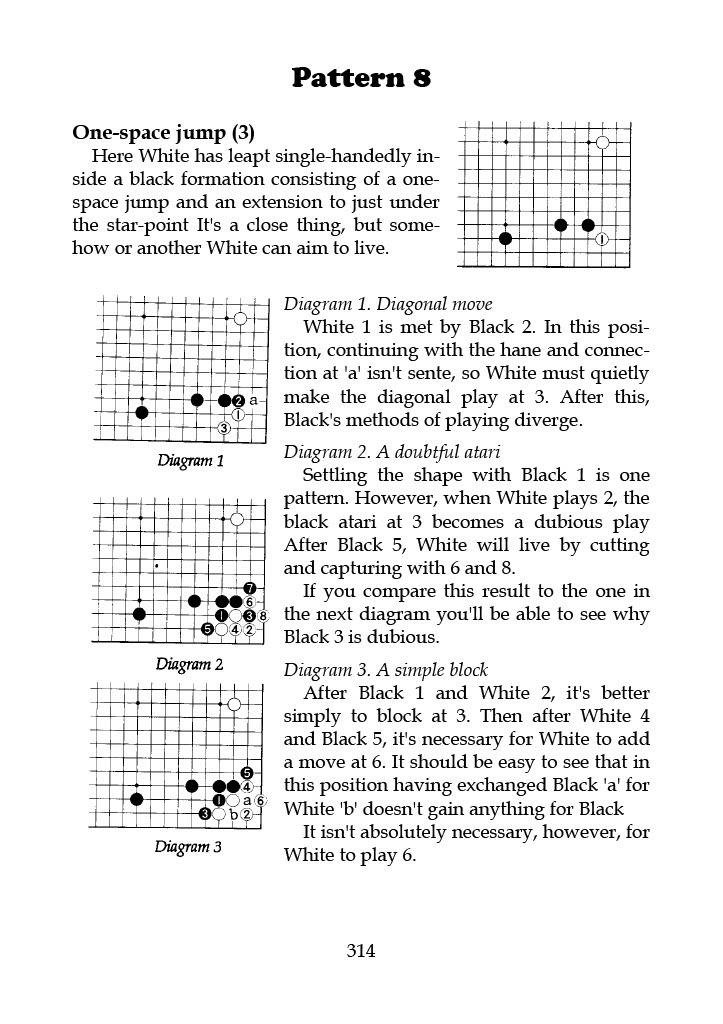 Pattern 8
One-space jump (3)
Here White has leapt single-handedly in-
side a black formation consisting of a one-
space jump and an extension to just under
the star-point It's a close thing, but some-
how or another White can aim to live.
1
Diagram 1. Diagonal move
White 1 is met by Black 2. In this posi-
tion, continuing with the hane and connec-
tion at 'a' isn't sente, so White must quietly
make the diagonal play at 3. After this,
Black's methods of playing diverge.
2 a
1
3
Diagram 1
Diagram 2. A doubtful atari
Settling the shape with Black 1 is one
pattern. However, when White plays 2, the
black atari at 3 becomes a dubious play
After Black 5, White will live by cutting
and capturing with 6 and 8.
If you compare this result to the one in
the next diagram you'll be able to see why
Black 3 is dubious.
7
6
1 3 8
5 4 2
Diagram 2
Diagram 3. A simple block
After Black 1 and White 2, it's better
simply to block at 3. Then after White 4
and Black 5, it's necessary for White to add
a move at 6. It should be easy to see that in
this position having exchanged Black 'a' for
White 'b' doesn't gain anything for Black
It isn't absolutely necessary, however, for
White to play 6.
5
4
1 a 6
3 b 2
Diagram 3
314